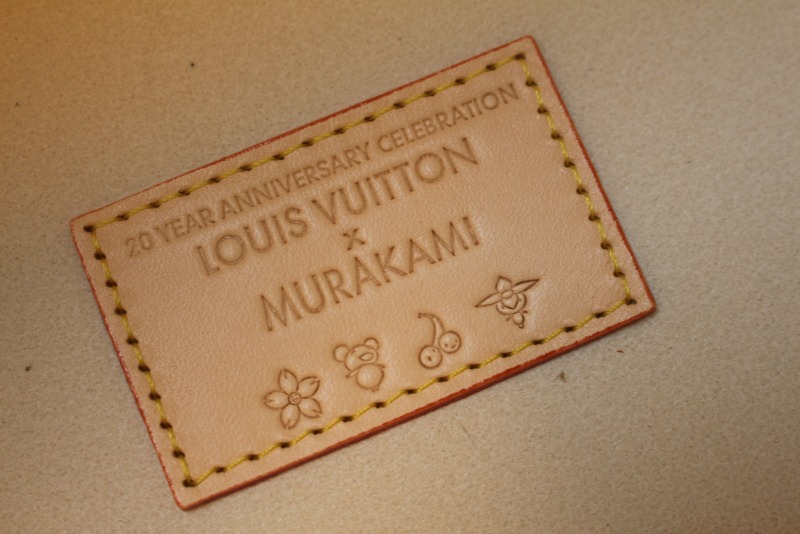 20 YEAR ANNIVERSARY CELEBRATION
LOUIS VUITTON
x
MURAKAMI